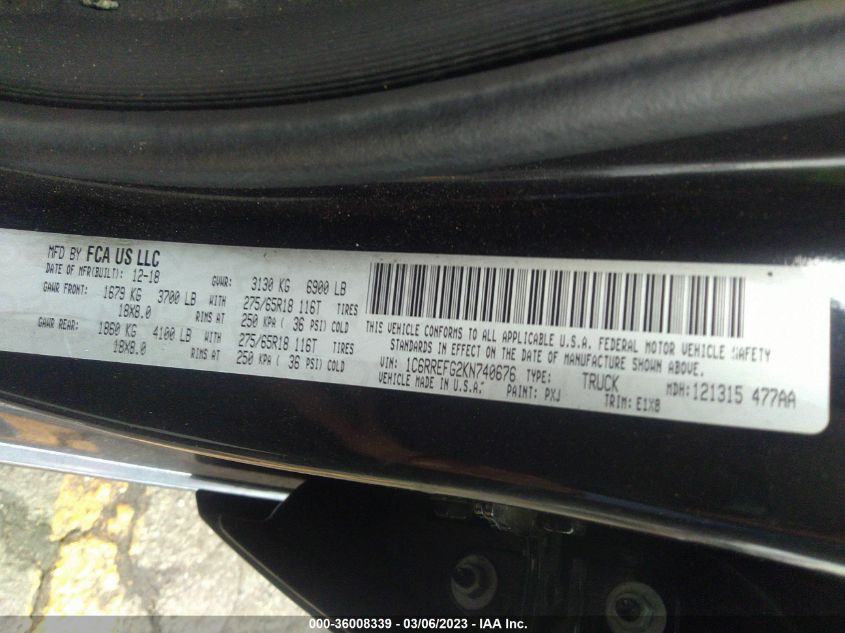 MFD BY FCA US LLC
DATE OF MFR(BUILT): 12-18 GVWR: 3130 KG 6900 LB
GAWR FRONT: 1679 KG 3700 LB WITH 275/65R18 116T TIRES
18X8.0 RIMS AT 250 KPA ( 36 PSI) COLD
GAWR REAR: 1860 KG 4100 LB WITH 275/65R18 116T TIRES
18X8.0 RIMS AT 250 KPA ( 36 PSI) COLD
THIS VEHICLE CONFORMS TO ALL APPLICABLE U.S.A. FEDERAL MOTOR VEHICLE SAFETY
STANDARDS IN EFFECT ON THE DATE OF MANUFACTURE SHOWN ABOVE.
VIN: 1C6RREFG2KN740676 TYPE: TRUCK MDH:121315 477AA
VEHICLE MADE IN U.S.A. PAINT: PXJ TRIM: E1X8
000-36008339 - 03/06/2023 - IAA Inc.